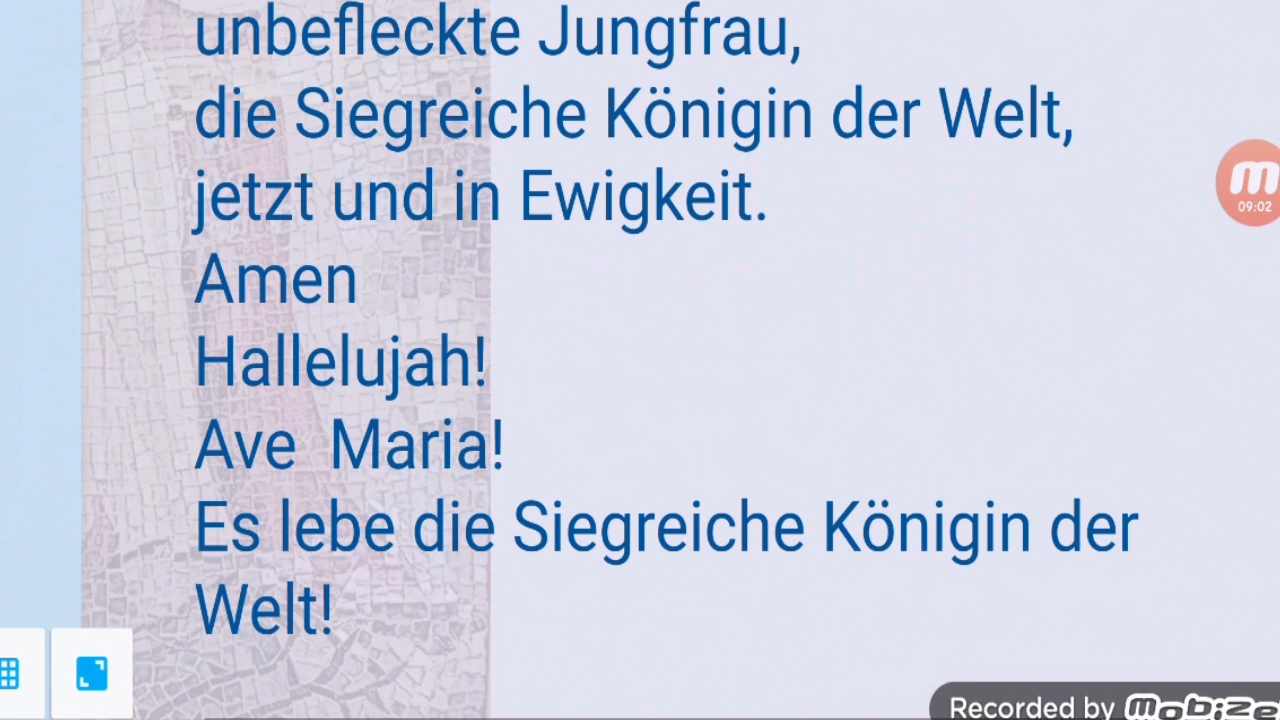 unbefleckte Jungfrau,
die Siegreiche Königin der Welt,
jetzt und in Ewigkeit.
Amen
Hallelujah!
Ave  Maria!
Es lebe die Siegreiche Königin der
Welt!
09:02
Recorded by